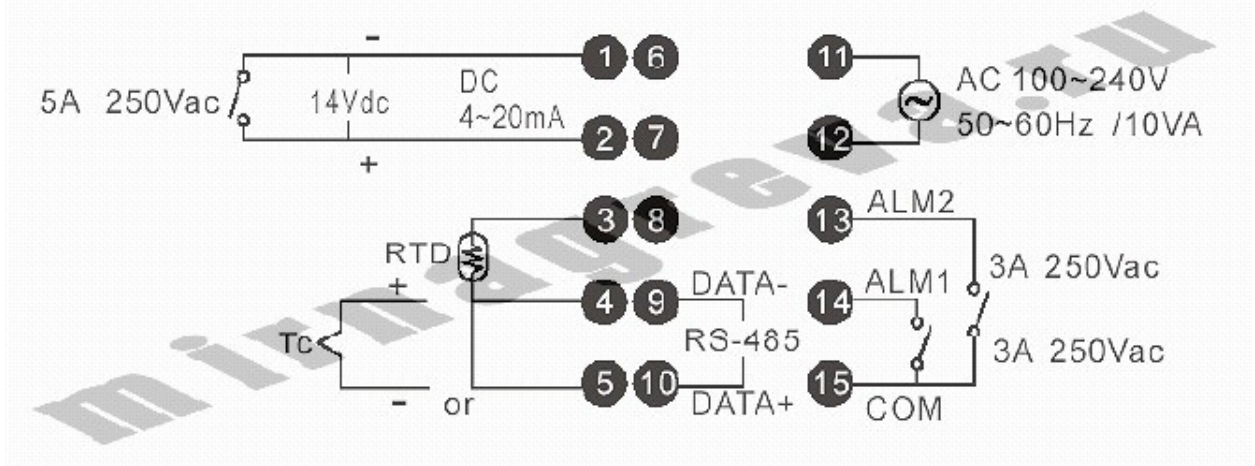 - 1 6 11
5A 250Vac 14Vdc DC 4~20mA AC 100~240V
2 7 12 50~60Hz /10VA
+
3 8 13 ALM2
RTD
+ 4 9 DATA- 14 ALM1 3A 250Vac
Tc RS-485
3A 250Vac
- or 5 10 DATA+ 15 COM
mirnagreva.ru